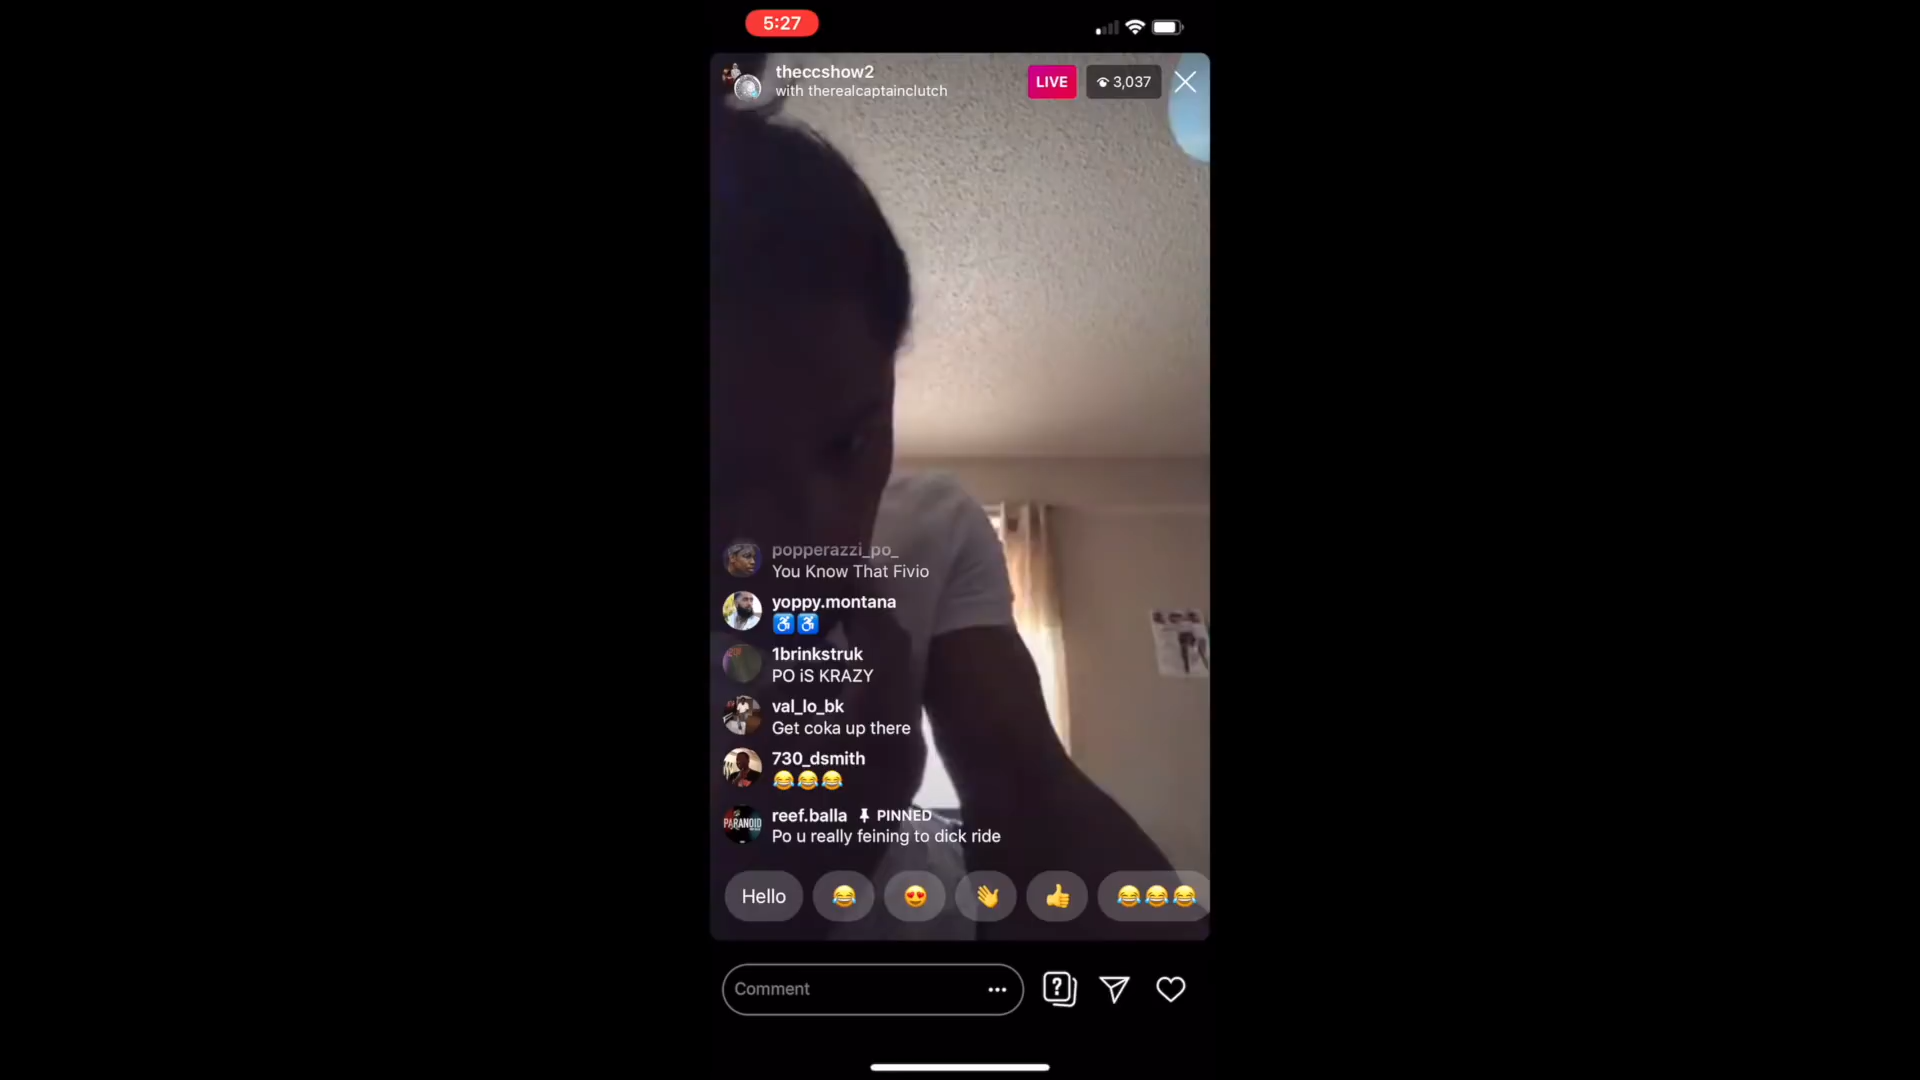 5:27
theccshow2
with therealcaptainclutch
LIVE
3,037
popperazzi_po_
You Know That Fivio
yoppy.montana
♿♿
1brinkstruk
PO iS KRAZY
val_lo_bk
Get coka up there
730_dsmith
😂😂😂
PARANOID
reef.balla PINNED
Po u really feining to dick ride
Hello 😂 😍 👋 👍 😂😂😂
Comment